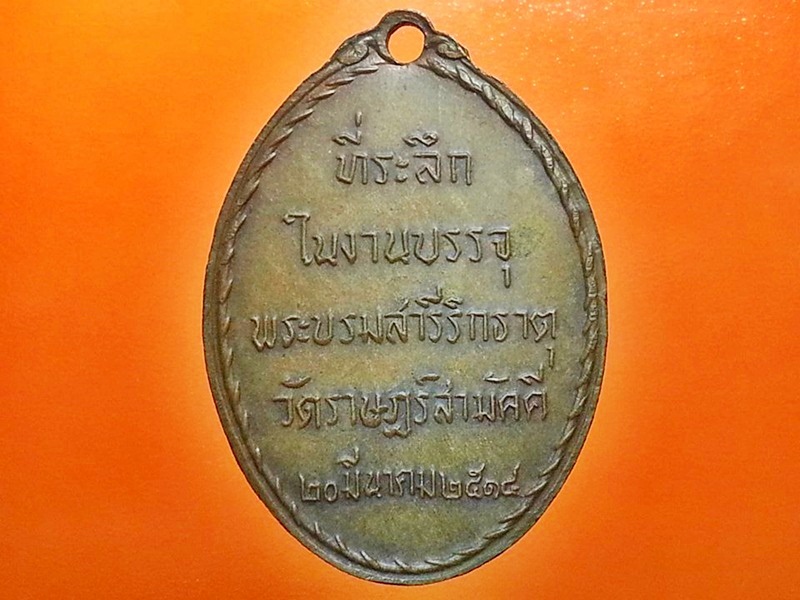 ที่ระลึก
ในงานบรรจุ
พระบรมสารีริกธาตุ
วัดราษฎร์สามัคคี
๒๐ มีนาคม ๒๕๑๔